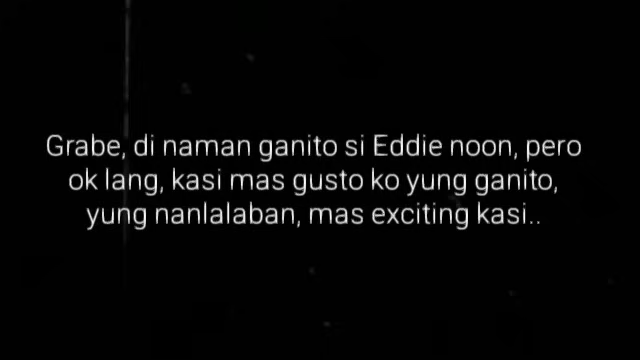 Grabe, di naman ganito si Eddie noon, pero
ok lang, kasi mas gusto ko yung ganito,
yung nanlalaban, mas exciting kasi..